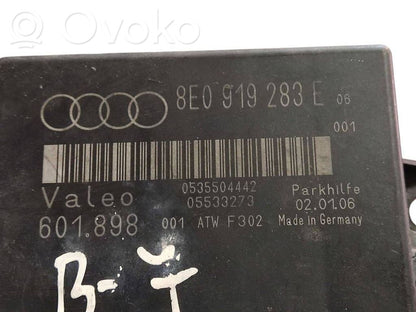 OVOKO
8E0 919 283 E 06
001
Valeo 0535504442 Parkhilfe
05533273 02.01.06
601.898 001 ATW F302 Made in Germany